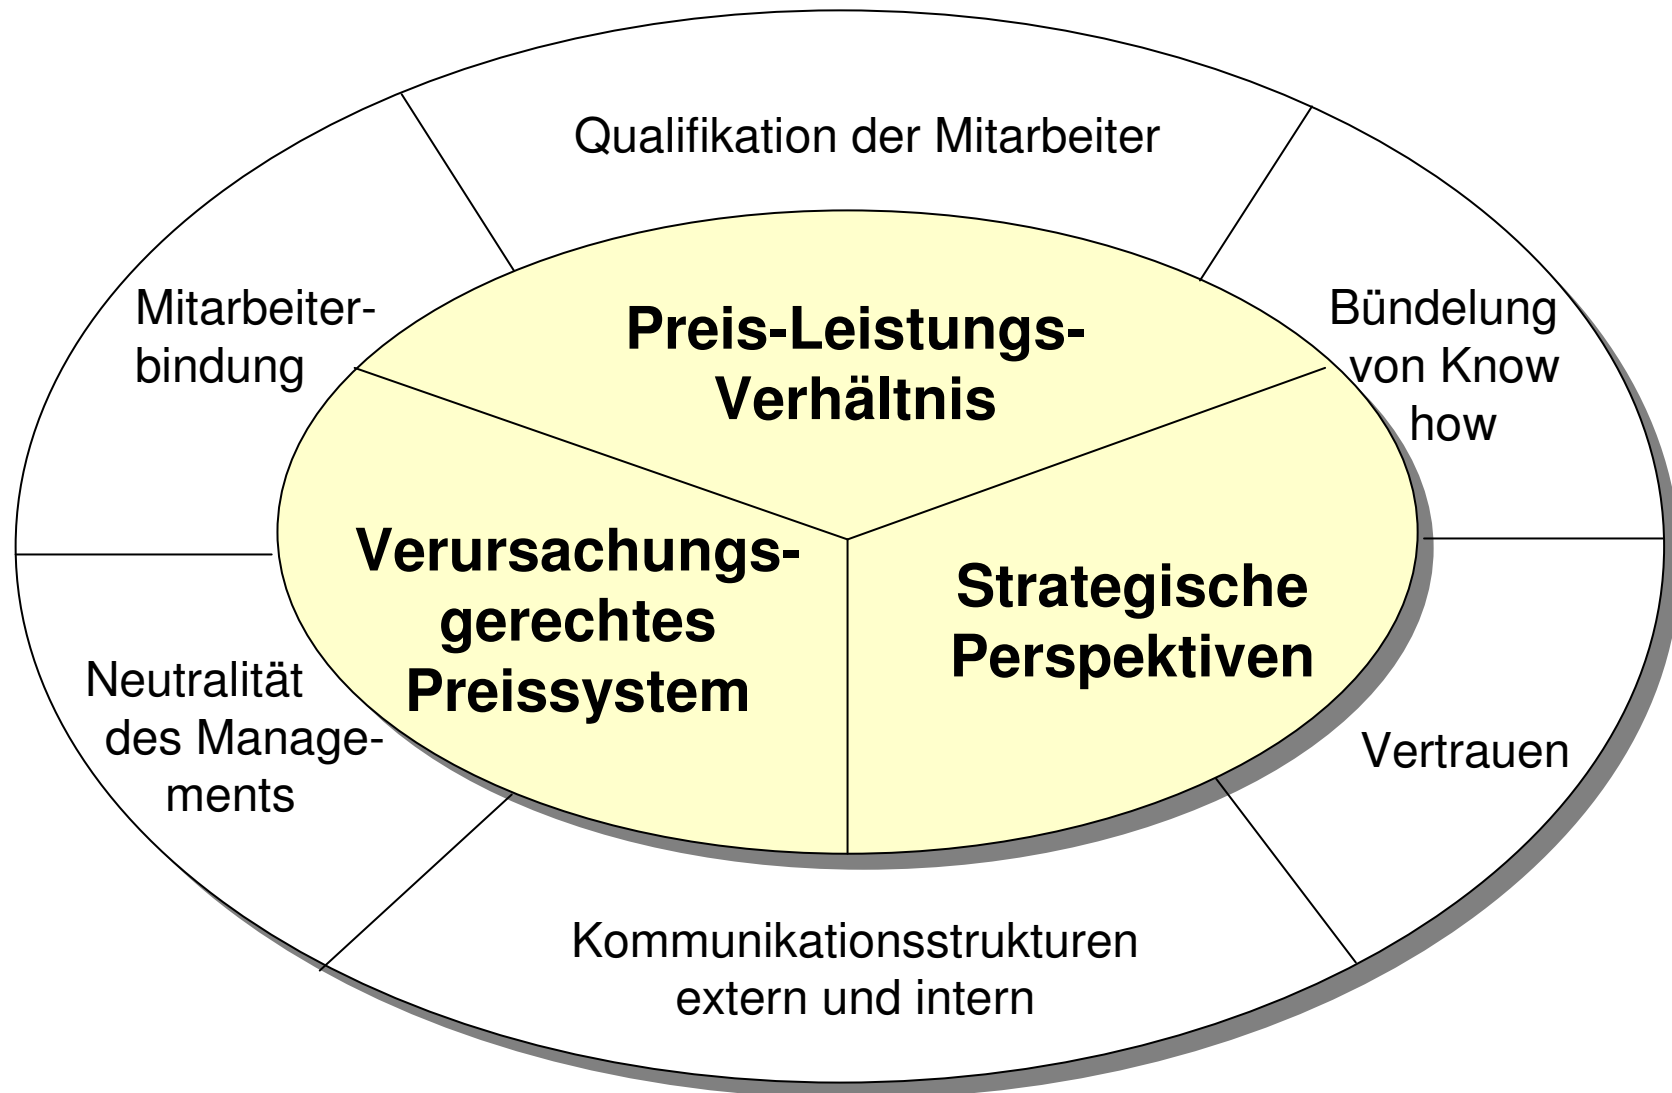 Qualifikation der Mitarbeiter
Mitarbeiter-
bindung
Preis-Leistungs-
Verhältnis
Bündelung
von Know
how
Verursachungs-
gerechtes
Preissystem
Strategische
Perspektiven
Neutralität
des Manage-
ments
Vertrauen
Kommunikationsstrukturen
extern und intern